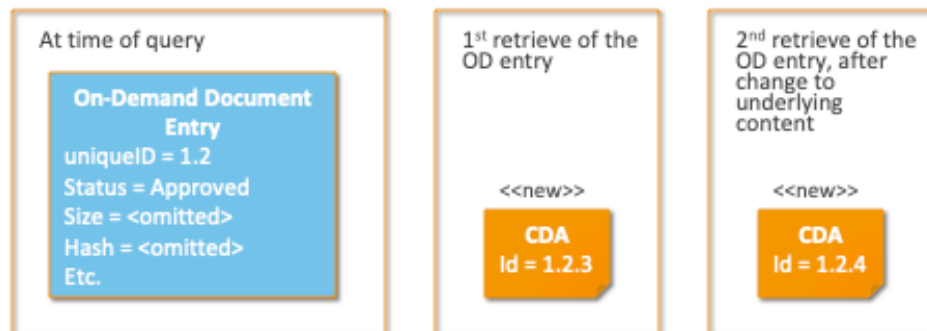 At time of query
On-Demand Document
Entry
uniqueID = 1.2
Status = Approved
Size = <omitted>
Hash = <omitted>
Etc.
1st retrieve of the
OD entry
<<new>>
CDA
Id = 1.2.3
2nd retrieve of the
OD entry, after
change to
underlying
content
<<new>>
CDA
Id = 1.2.4